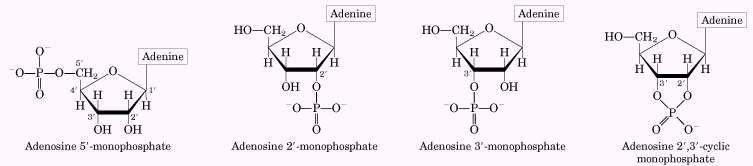 Adenine
O⁻
⁻O—P—O—CH₂
O
O
5′
4′
H
H
H
H
1′
3′
2′
OH
OH
Adenosine 5′-monophosphate
Adenine
HO—CH₂
O
H
H
H
H
2′
OH
O
⁻O—P—O⁻
O
Adenosine 2′-monophosphate
Adenine
HO—CH₂
O
H
H
H
H
3′
O
OH
⁻O—P—O⁻
O
Adenosine 3′-monophosphate
Adenine
HO—CH₂
O
H
H
H
H
3′
2′
O
O
P
O
O⁻
Adenosine 2′,3′-cyclic
monophosphate